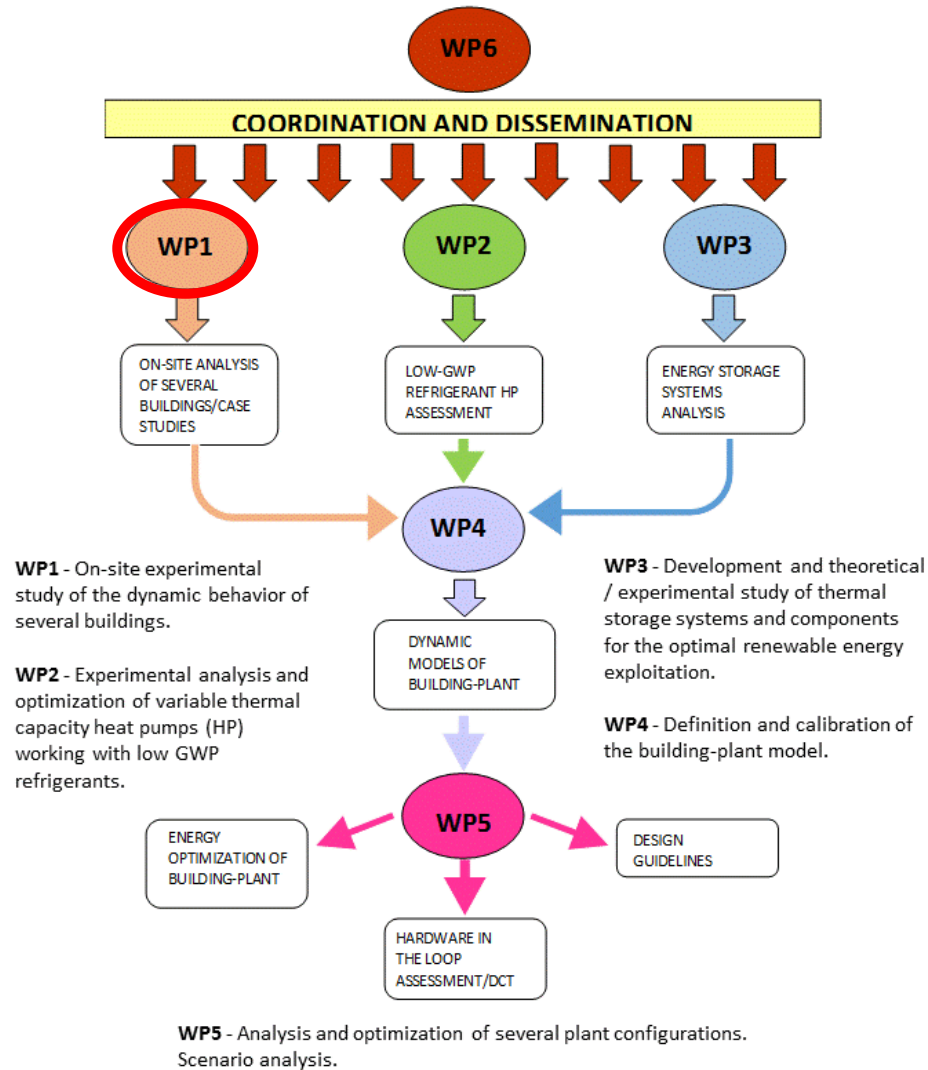 WP6
COORDINATION AND DISSEMINATION
WP1
WP2
WP3
ON-SITE ANALYSIS
OF SEVERAL
BUILDINGS/CASE
STUDIES
LOW-GWP
REFRIGERANT HP
ASSESSMENT
ENERGY STORAGE
SYSTEMS
ANALYSIS
WP4
WP1 - On-site experimental
study of the dynamic behavior of
several buildings.
WP2 - Experimental analysis and
optimization of variable thermal
capacity heat pumps (HP)
working with low GWP
refrigerants.
DYNAMIC
MODELS OF
BUILDING-PLANT
WP3 - Development and theoretical
/ experimental study of thermal
storage systems and components
for the optimal renewable energy
exploitation.
WP4 - Definition and calibration of
the building-plant model.
WP5
ENERGY
OPTIMIZATION OF
BUILDING-PLANT
DESIGN
GUIDELINES
HARDWARE IN
THE LOOP
ASSESSMENT/DCT
WP5 - Analysis and optimization of several plant configurations.
Scenario analysis.